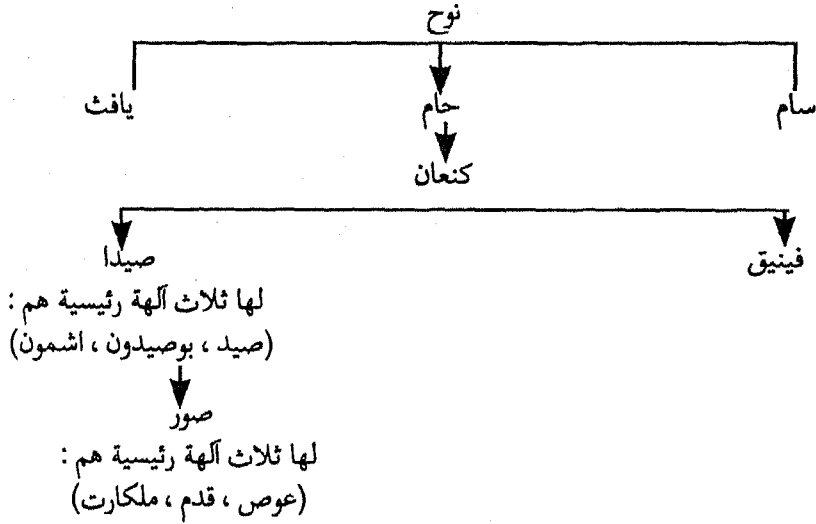 نوح
سام
حام
يافث
كنعان
فينيق
صيدا
لها ثلاث آلهة رئيسية هم :
(صيد ، بوصيدون ، اشمون)
صور
لها ثلاث آلهة رئيسية هم :
(عوص ، قدم ، ملكارت)